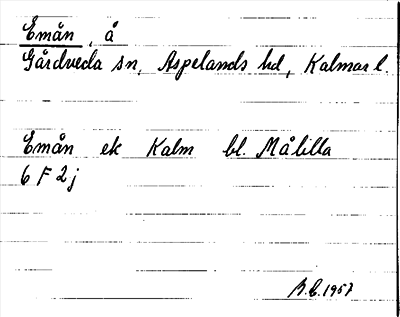 Emån, å
Gårdveda sn, Aspelands hd, Kalmar l.
Emån ek Kalm bl. Målilla
6 F 2 j
B.C. 1957